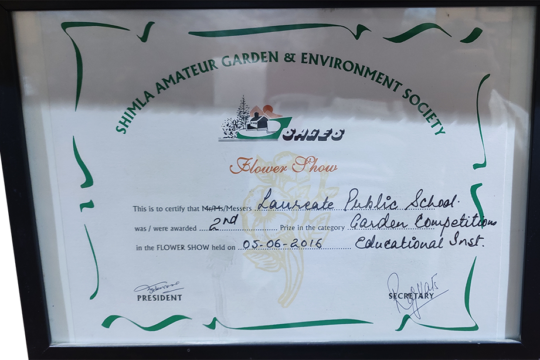 SHIMLA AMATEUR GARDEN & ENVIRONMENT SOCIETY
SAGES
Flower Show
This is to certify that Mr/Ms/Messers Laureate Public School.
was / were awarded 2nd Prize in the category Garden Competition
in the FLOWER SHOW held on 05-06-2016 Educational Inst.
PRESIDENT SECRETARY